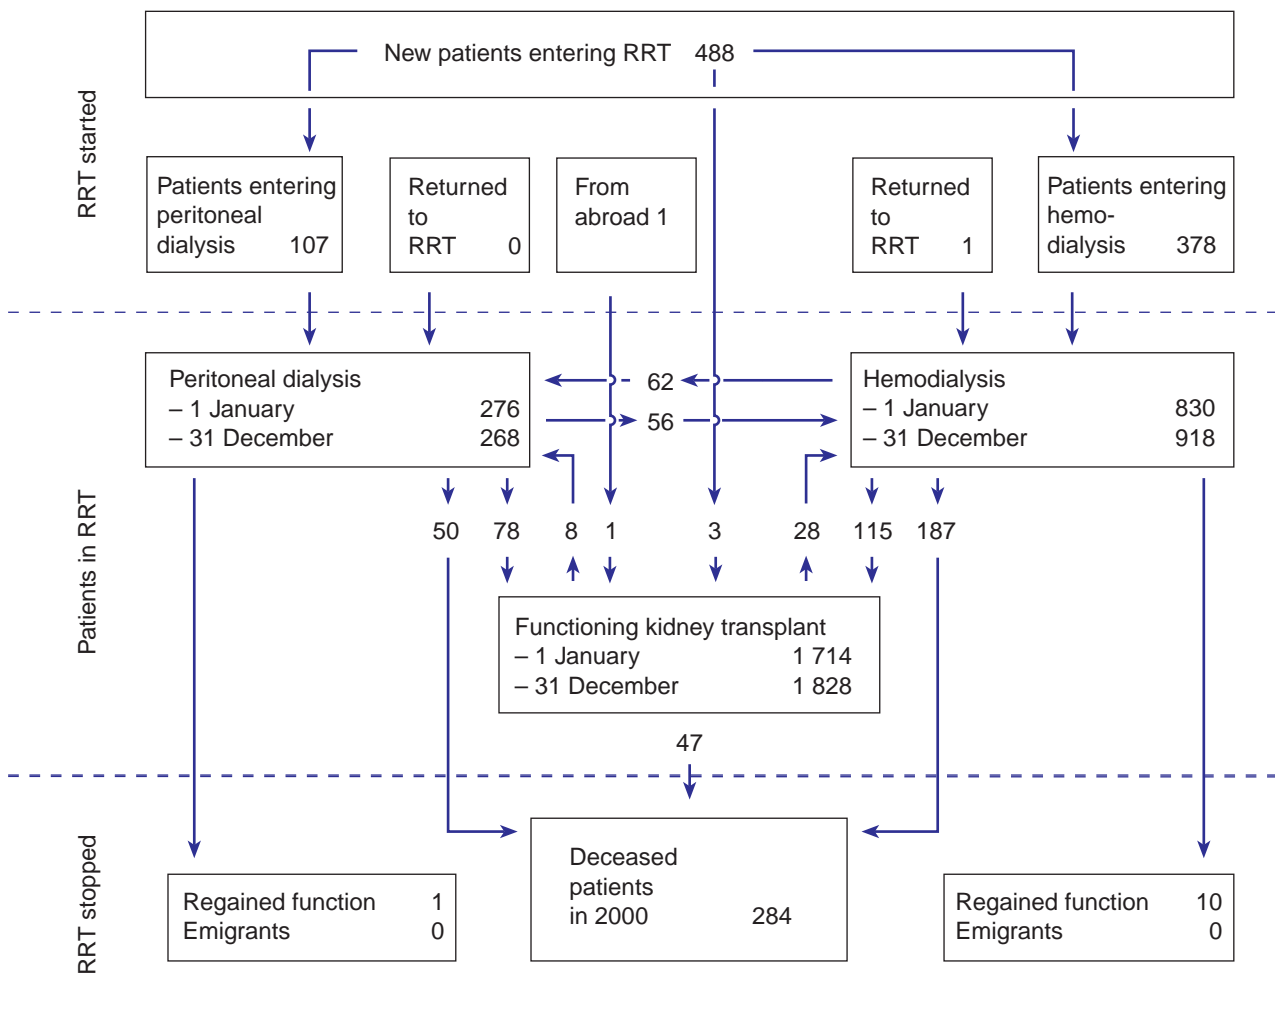 New patients entering RRT 488
RRT started
Patients entering
peritoneal
dialysis 107
Returned
to
RRT 0
From
abroad 1
Returned
to
RRT 1
Patients entering
hemo-
dialysis 378
Patients in RRT
Peritoneal dialysis
– 1 January 276
– 31 December 268
62
56
Hemodialysis
– 1 January 830
– 31 December 918
50 78 8 1 3 28 115 187
Functioning kidney transplant
– 1 January 1 714
– 31 December 1 828
47
RRT stopped
Regained function 1
Emigrants 0
Deceased
patients
in 2000 284
Regained function 10
Emigrants 0